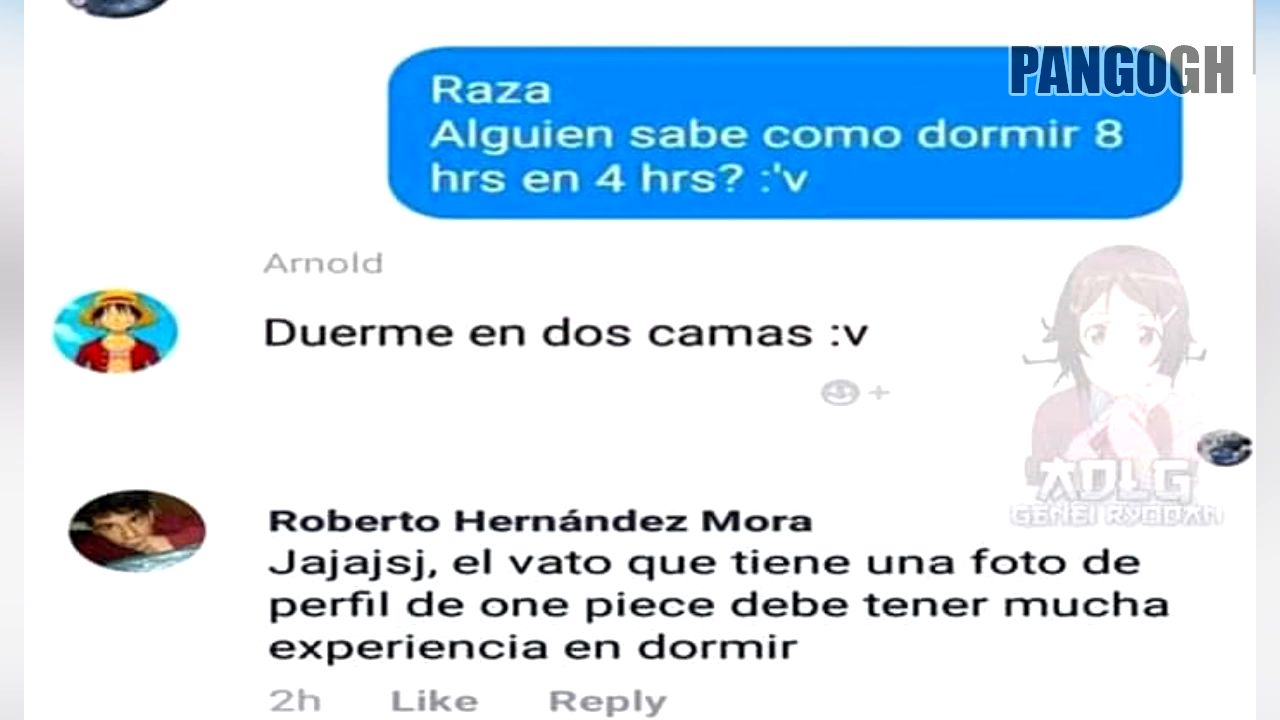 PANGOGH
Raza
Alguien sabe como dormir 8
hrs en 4 hrs? :'v
Arnold
Duerme en dos camas :v
ADLG
GENEI RYODAN
Roberto Hernández Mora
Jajajsj, el vato que tiene una foto de
perfil de one piece debe tener mucha
experiencia en dormir
2h Like Reply